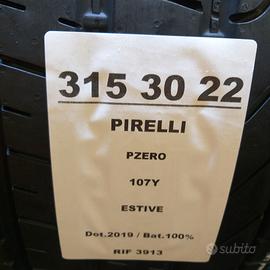 315 30 22
PIRELLI
PZERO
107Y
ESTIVE
Dot.2019 / Bat.100%
RIF 3913
subito